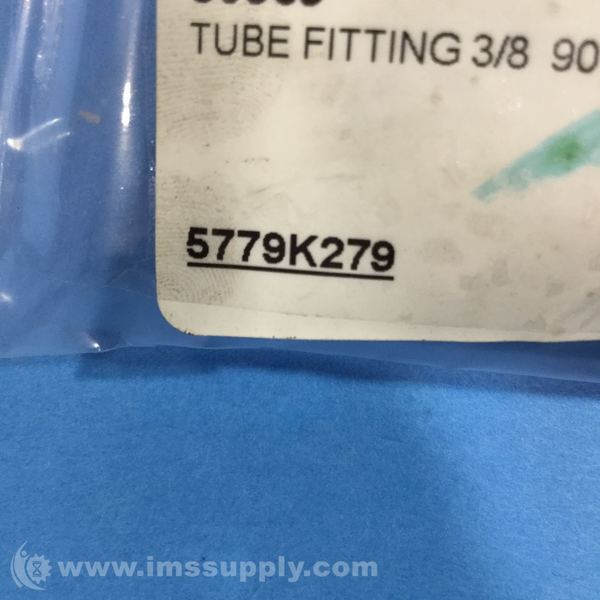 TUBE FITTING 3/8 90
5779K279
www.imssupply.com